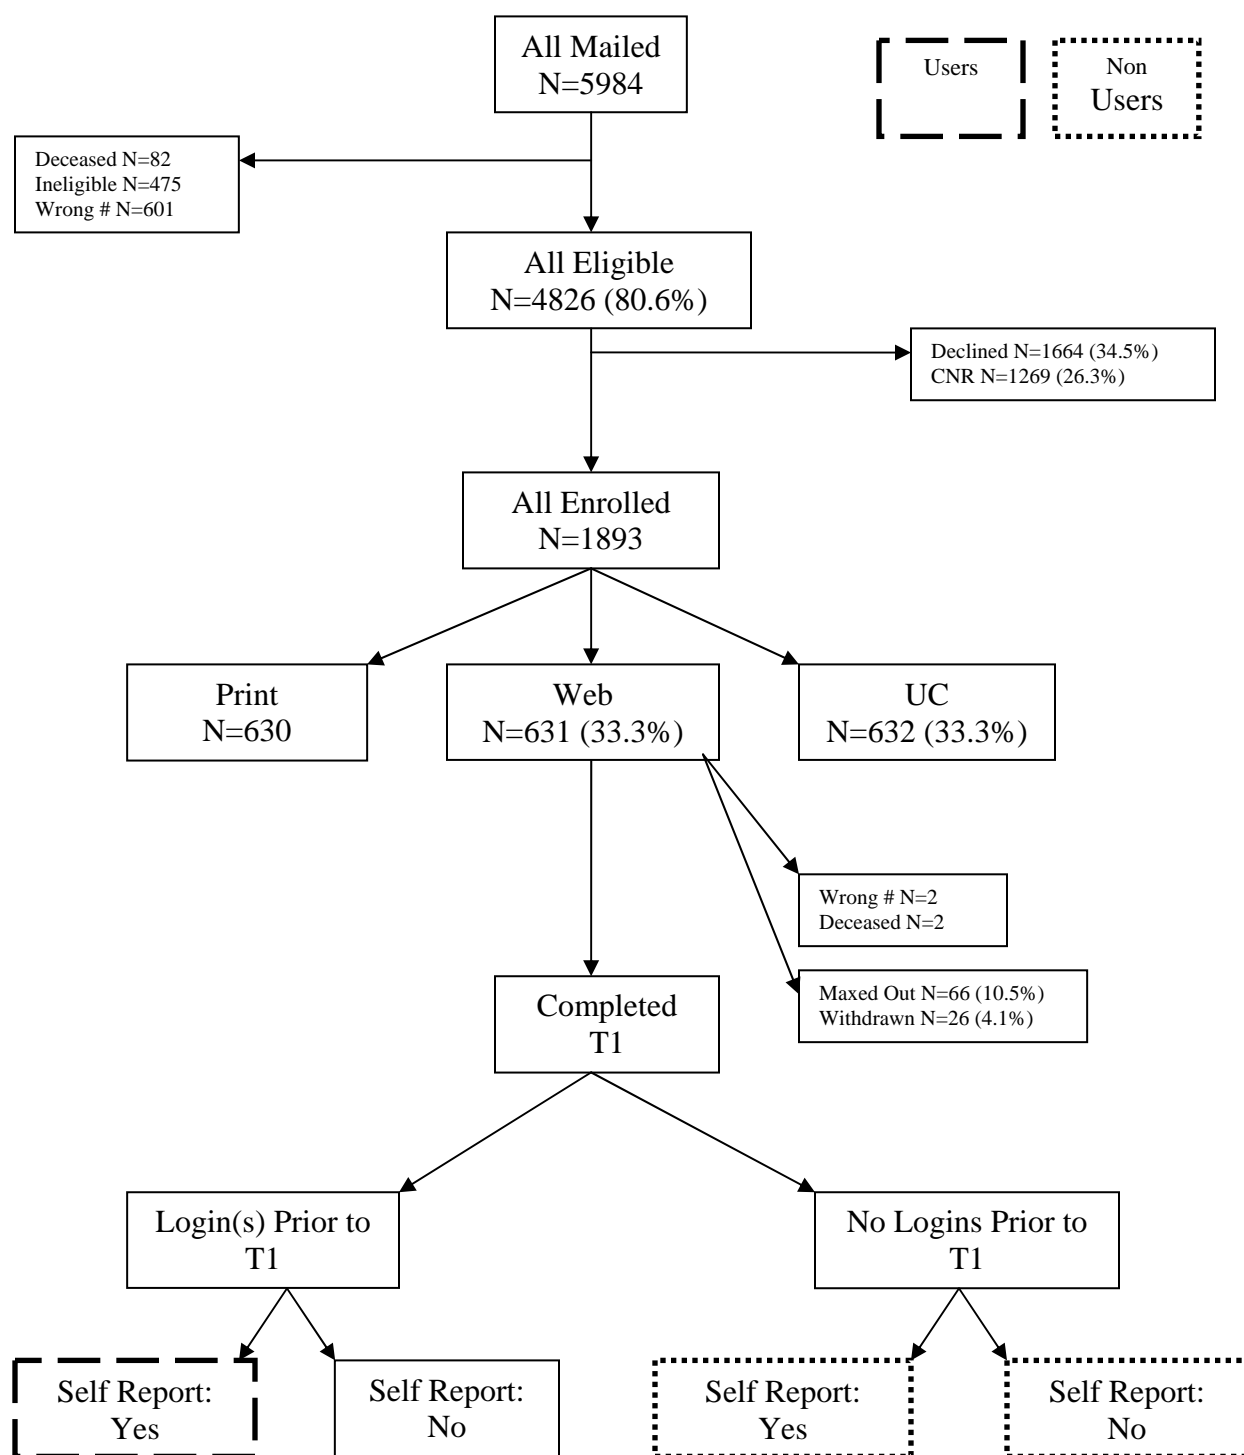 All Mailed
N=5984
Users
Non
Users
Deceased N=82
Ineligible N=475
Wrong # N=601
All Eligible
N=4826 (80.6%)
Declined N=1664 (34.5%)
CNR N=1269 (26.3%)
All Enrolled
N=1893
Print
N=630
Web
N=631 (33.3%)
UC
N=632 (33.3%)
Wrong # N=2
Deceased N=2
Maxed Out N=66 (10.5%)
Withdrawn N=26 (4.1%)
Completed
T1
Login(s) Prior to
T1
No Logins Prior to
T1
Self Report:
Yes
Self Report:
No
Self Report:
Yes
Self Report:
No